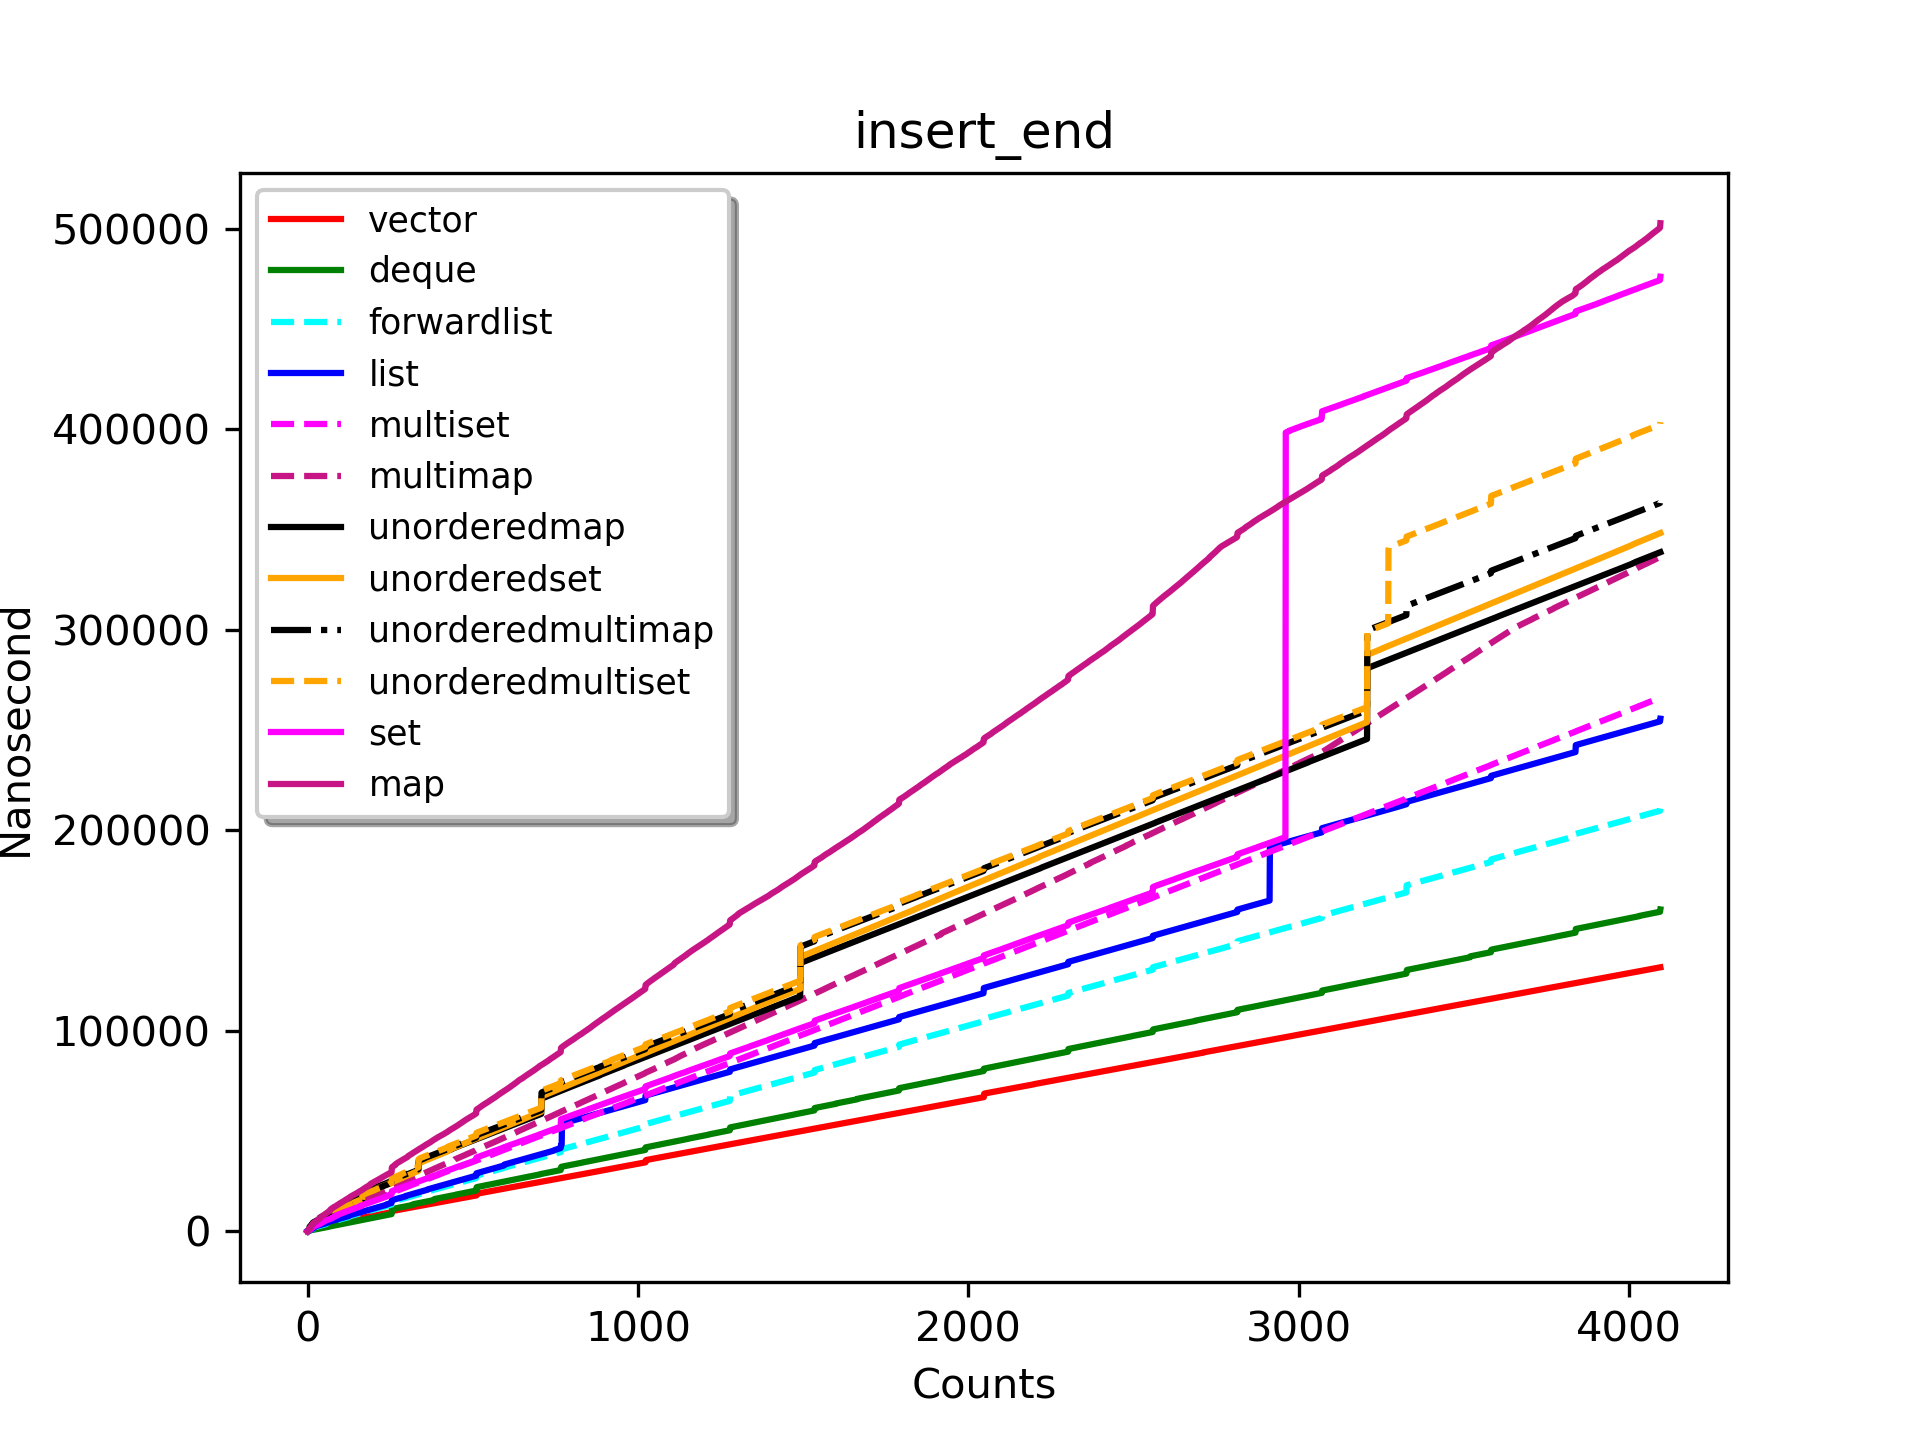 insert_end
500000
400000
300000
200000
100000
0
Nanosecond
vector
deque
forwardlist
list
multiset
multimap
unorderedmap
unorderedset
unorderedmultimap
unorderedmultiset
set
map
0 1000 2000 3000 4000
Counts